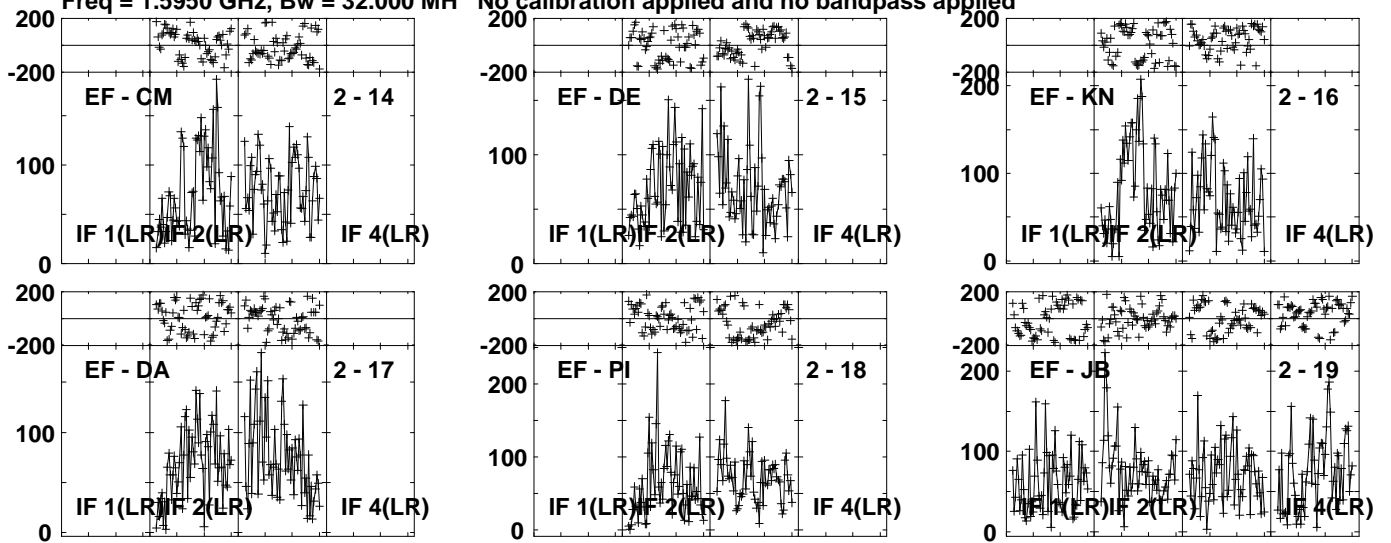 Freq = 1.5950 GHz, Bw = 32.000 MH No calibration applied and no bandpass applied
200
-200
EF - CM 2 - 14
100
IF 1(LR) IF 2(LR) IF 4(LR)
0
-200
EF - DE 2 - 15
100
IF 1(LR) IF 2(LR) IF 4(LR)
0
200
-200
200
EF - KN 2 - 16
100
IF 1(LR) IF 2(LR) IF 4(LR)
0
200
-200
EF - DA 2 - 17
100
IF 1(LR) IF 2(LR) IF 4(LR)
0
200
-200
200
EF - PI 2 - 18
100
IF 1(LR) IF 2(LR) IF 4(LR)
0
200
-200
200
EF - JB 2 - 19
100
IF 1(LR) IF 2(LR) IF 4(LR)
0